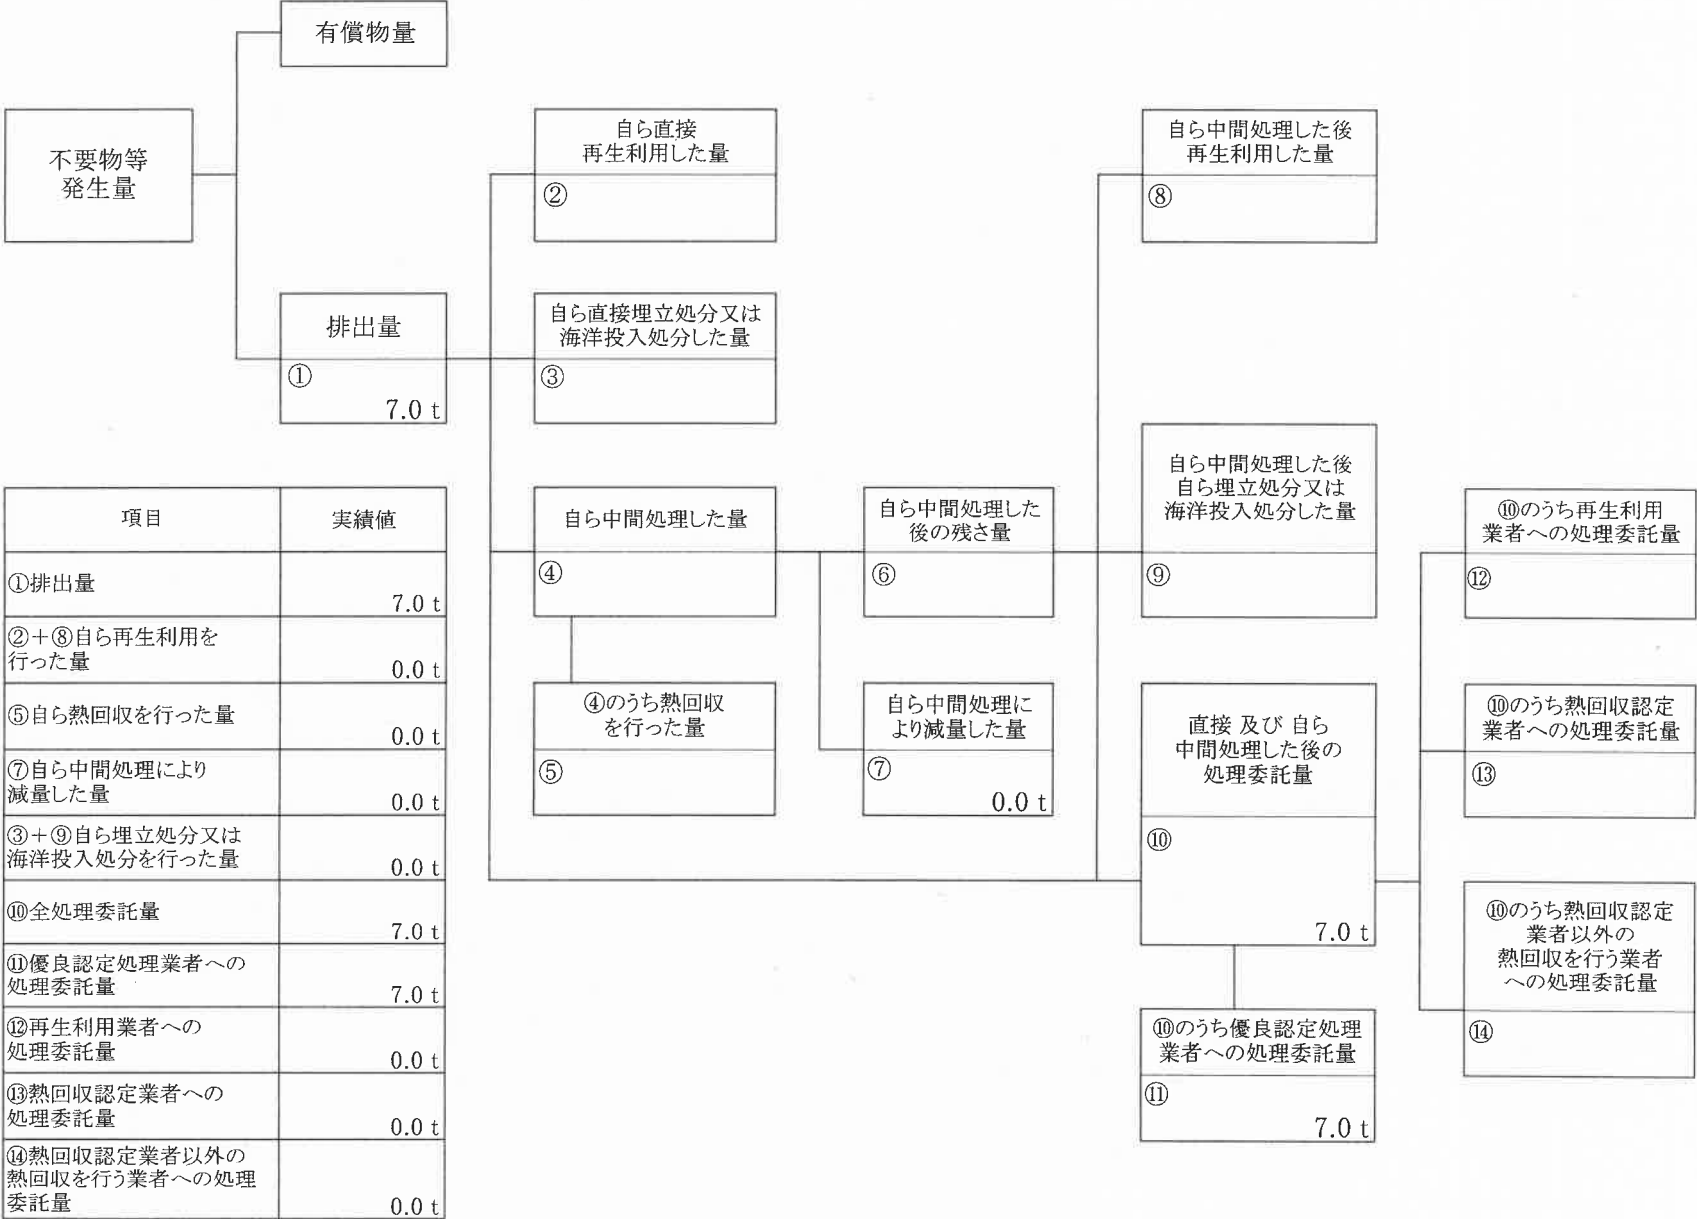 有償物量
不要物等
発生量
排出量
①
7.0 t
自ら直接
再生利用した量
②
自ら直接埋立処分又は
海洋投入処分した量
③
自ら中間処理した量
④
④のうち熱回収
を行った量
⑤
自ら中間処理した
後の残さ量
⑥
自ら中間処理に
より減量した量
⑦
0.0 t
自ら中間処理した後
再生利用した量
⑧
自ら中間処理した後
自ら埋立処分又は
海洋投入処分した量
⑨
直接 及び 自ら
中間処理した後の
処理委託量
⑩
7.0 t
⑩のうち優良認定処理
業者への処理委託量
⑪
7.0 t
⑩のうち再生利用
業者への処理委託量
⑫
⑩のうち熱回収認定
業者への処理委託量
⑬
⑩のうち熱回収認定
業者以外の
熱回収を行う業者
への処理委託量
⑭
項目 実績値
①排出量
7.0 t
②+⑧自ら再生利用を
行った量
0.0 t
⑤自ら熱回収を行った量
0.0 t
⑦自ら中間処理により
減量した量
0.0 t
③+⑨自ら埋立処分又は
海洋投入処分を行った量
0.0 t
⑩全処理委託量
7.0 t
⑪優良認定処理業者への
処理委託量
7.0 t
⑫再生利用業者への
処理委託量
0.0 t
⑬熱回収認定業者への
処理委託量
0.0 t
⑭熱回収認定業者以外の
熱回収を行う業者への処理
委託量
0.0 t